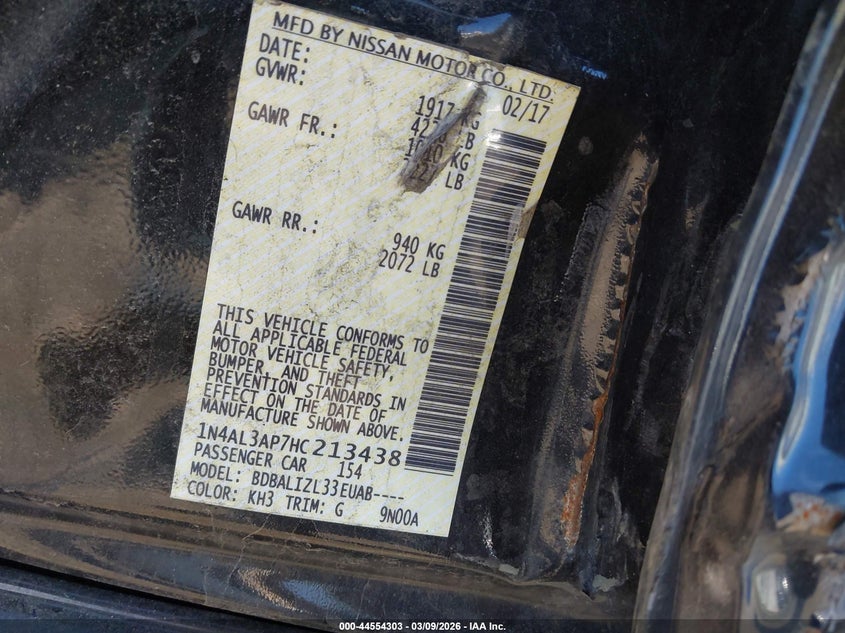 MFD BY NISSAN MOTOR CO., LTD.
DATE: 02/17
GVWR: 1917 KG
LB
GAWR FR.: KG
LB
GAWR RR.: 940 KG
2072 LB
THIS VEHICLE CONFORMS TO
ALL APPLICABLE FEDERAL
MOTOR VEHICLE SAFETY,
BUMPER, AND THEFT
PREVENTION STANDARDS IN
EFFECT ON THE DATE OF
MANUFACTURE SHOWN ABOVE.
1N4AL3AP7HC213438
PASSENGER CAR 154
MODEL: BDBALIZL33EUAB----
COLOR: KH3 TRIM: G 9N00A
000-44554303 — 03/09/2026 — IAA Inc.